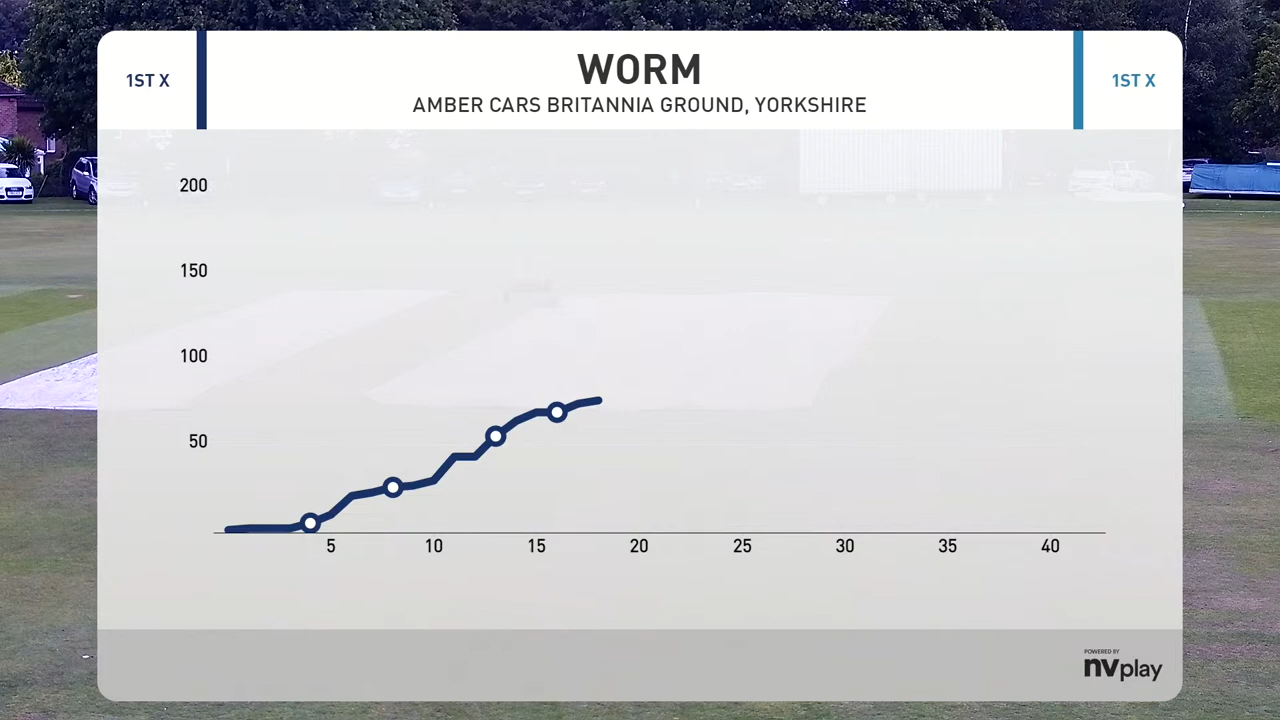 1ST X
WORM
AMBER CARS BRITANNIA GROUND, YORKSHIRE
1ST X
200
150
100
50
5 10 15 20 25 30 35 40
POWERED BY
nvplay